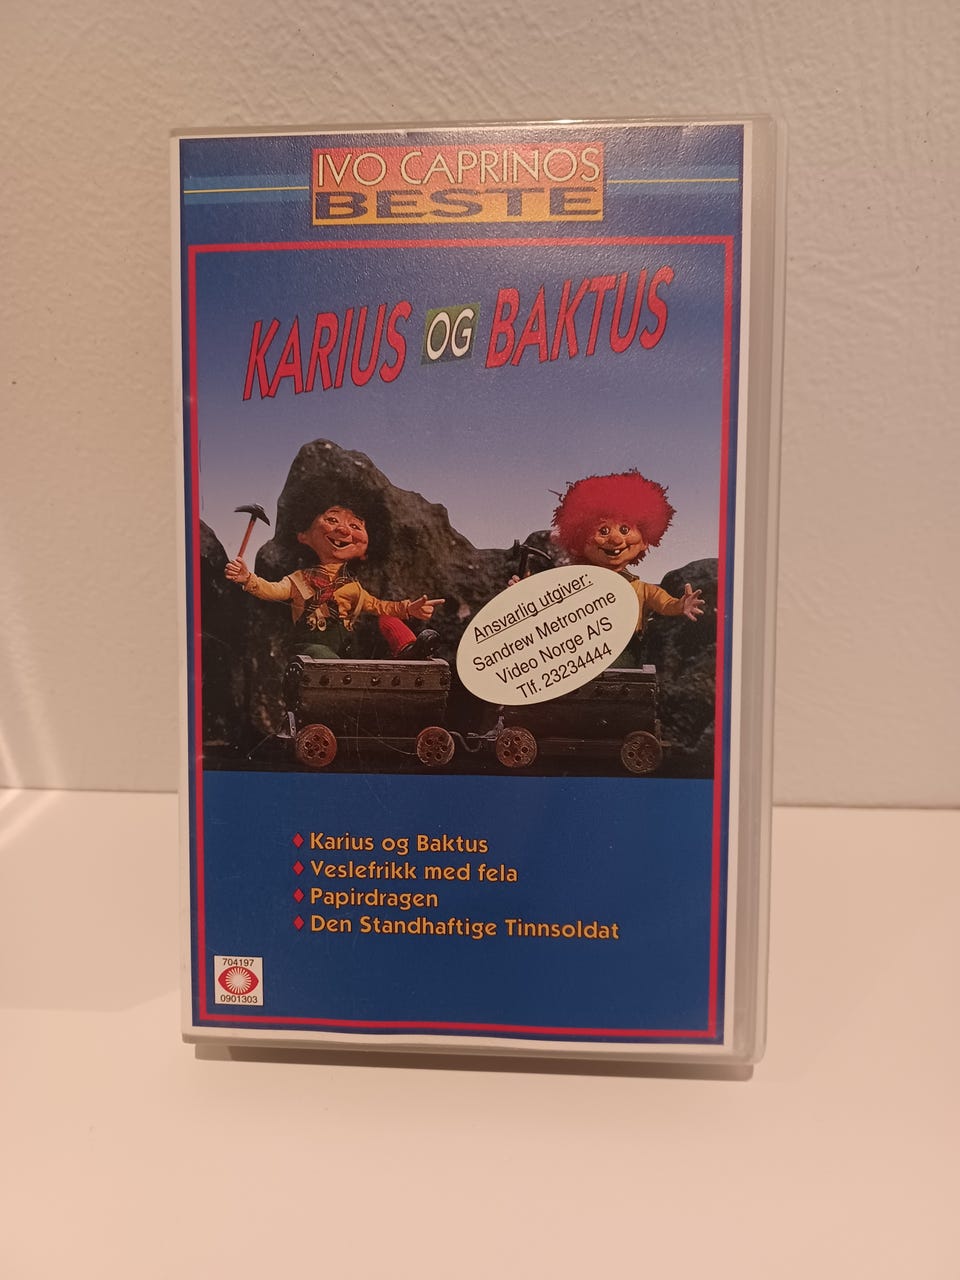 IVO CAPRINOS
BESTE
KARIUS OG BAKTUS
Ansvarlig utgiver:
Sandrew Metronome
Video Norge A/S
Tlf. 23234444
♦ Karius og Baktus
♦ Veslefrikk med fela
♦ Papirdragen
♦ Den Standhaftige Tinnsoldat
704197
0901303